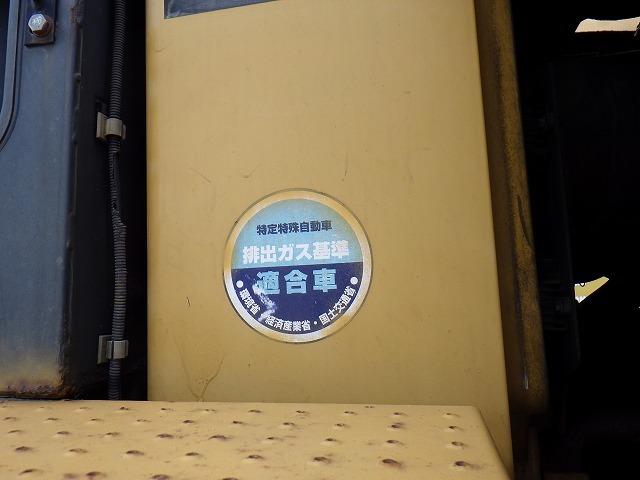 特定特殊自動車
排出ガス基準
適合車
・環境省・経済産業省・国土交通省・